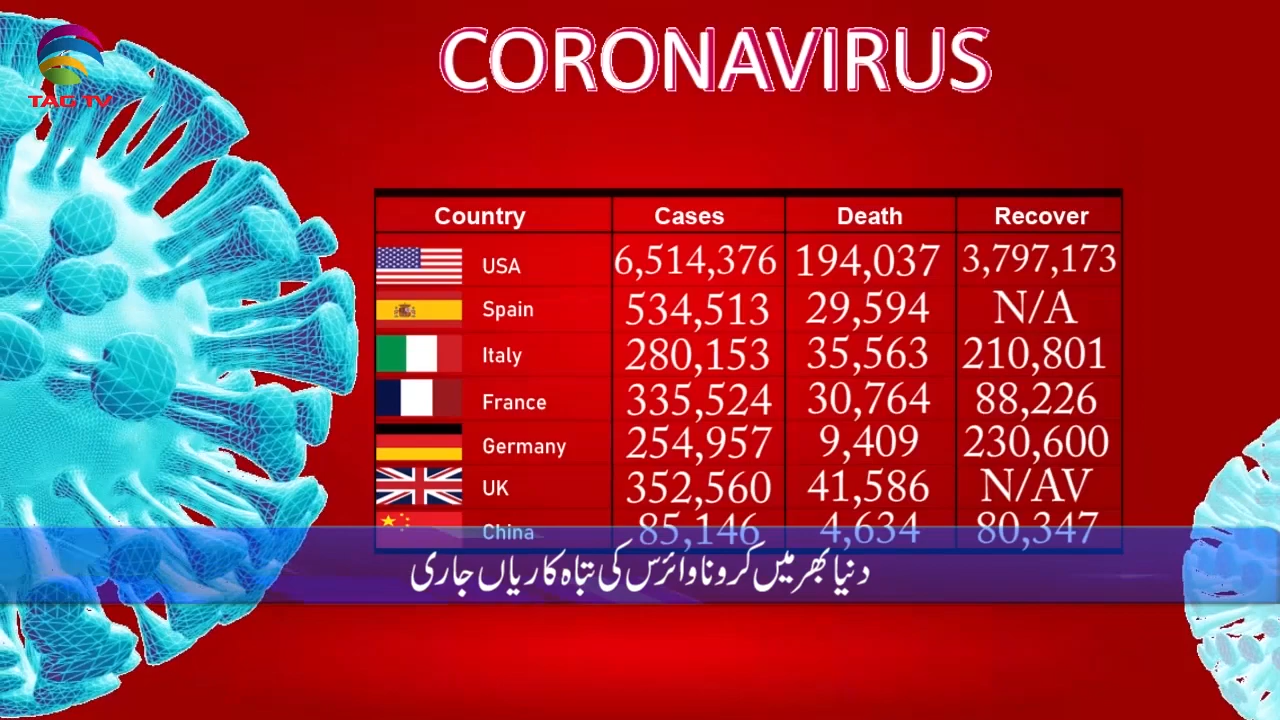 TAG TV
CORONAVIRUS
Country Cases Death Recover
USA 6,514,376 194,037 3,797,173
Spain 534,513 29,594 N/A
Italy 280,153 35,563 210,801
France 335,524 30,764 88,226
Germany 254,957 9,409 230,600
UK 352,560 41,586 N/AV
China 85,146 4,634 80,347
دنیا بھر میں کرونا وائرس کی تباہ کاریاں جاری